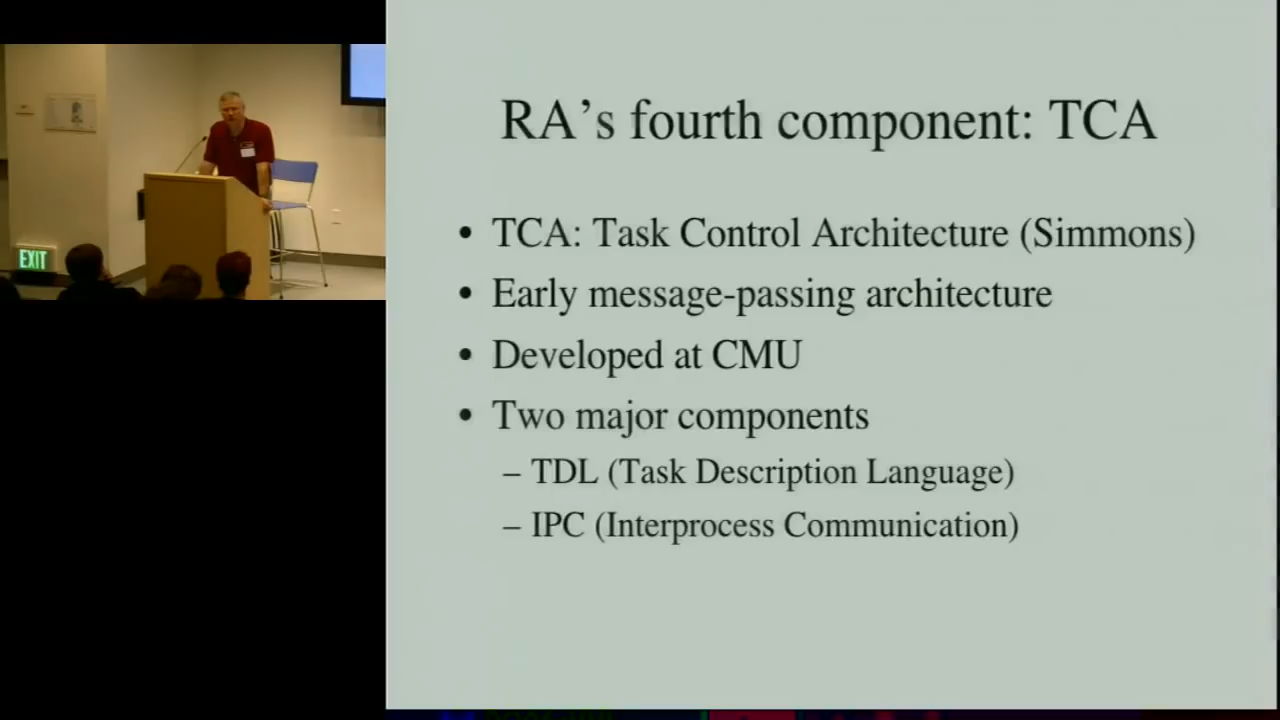 RA's fourth component: TCA
• TCA: Task Control Architecture (Simmons)
• Early message-passing architecture
• Developed at CMU
• Two major components
– TDL (Task Description Language)
– IPC (Interprocess Communication)
EXIT